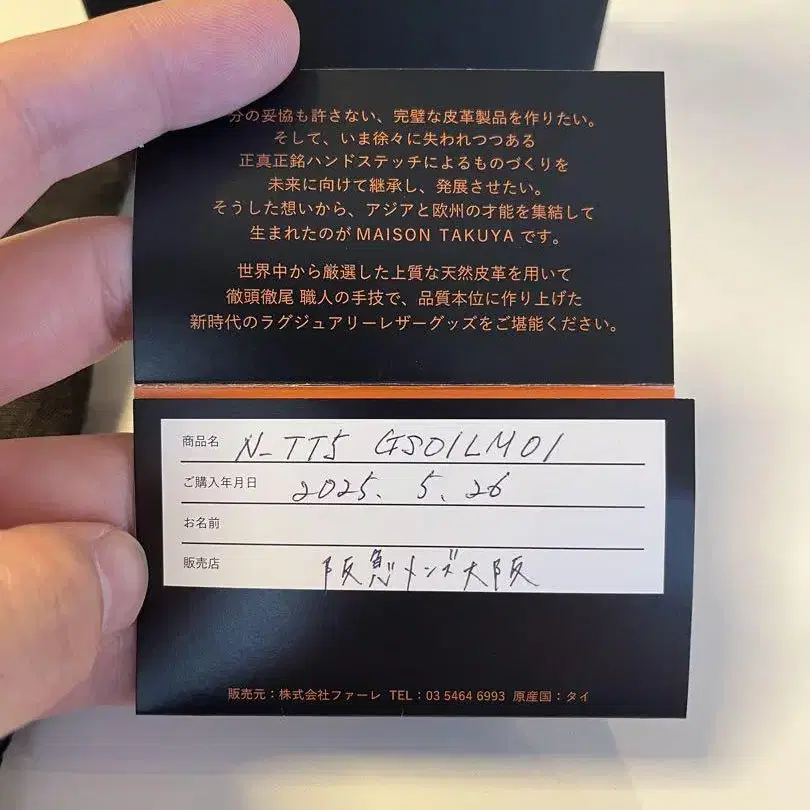 分の妥協も許さない、完璧な皮革製品を作りたい。
そして、いま徐々に失われつつある
正真正銘ハンドステッチによるものづくりを
未来に向けて継承し、発展させたい。
そうした想いから、アジアと欧州の才能を集結して
生まれたのが MAISON TAKUYA です。
世界中から厳選した上質な天然皮革を用いて
徹頭徹尾 職人の手技で、品質本位に作り上げた
新時代のラグジュアリーレザーグッズをご堪能ください。
商品名 N-TT5 GSOILM01
ご購入年月日 2025. 5. 26
お名前
販売店 阪急メンズ大阪
販売元：株式会社ファーレ TEL：03 5464 6993 原産国：タイ